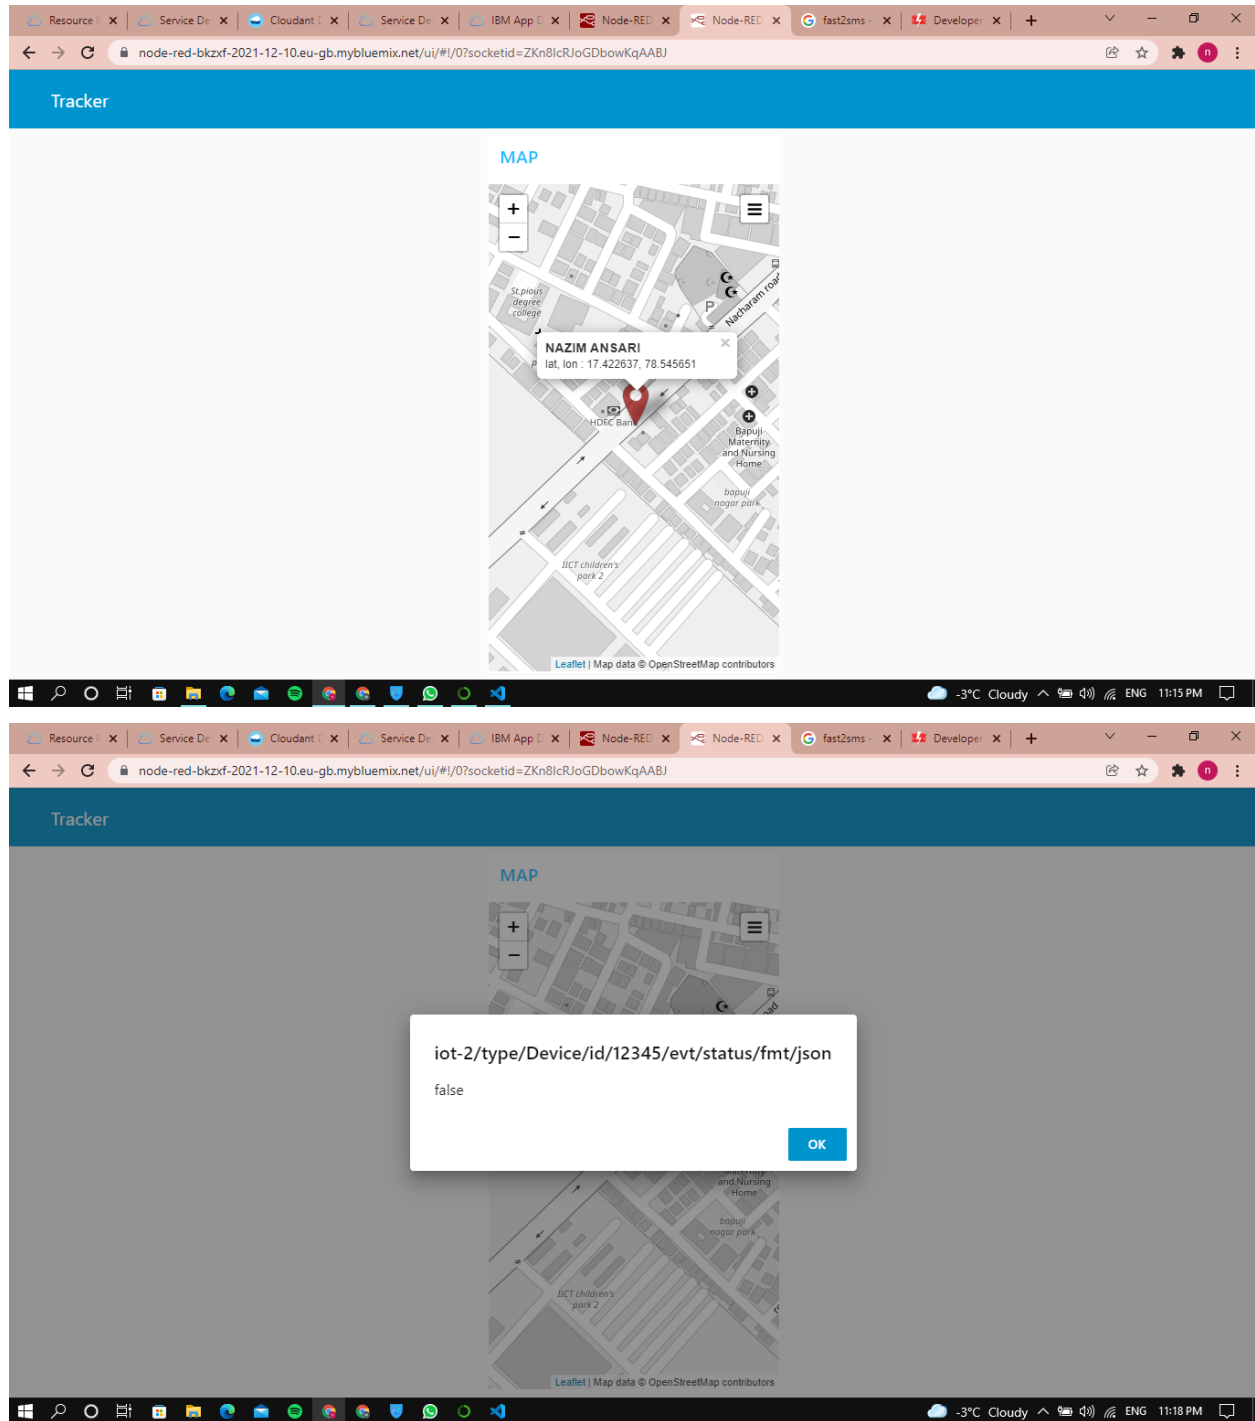 Resource li
Service De
Cloudant D
Service De
IBM App D
Node-RED
Node-RED
fast2sms -
Developer
node-red-bkzxf-2021-12-10.eu-gb.mybluemix.net/ui/#!/0?socketid=ZKn8lcRJoGDbowKqAABJ
n
Tracker
MAP
+
−
St.pious
degree
college
P
Nacharam road
NAZIM ANSARI
lat, lon : 17.422637, 78.545651
HDFC Bank
Bapuji
Maternity
and Nursing
Home
bapuji
nagar park
IICT children's
park 2
Leaflet | Map data © OpenStreetMap contributors
-3°C Cloudy
ENG
11:15 PM
Resource li
Service De
Cloudant D
Service De
IBM App D
Node-RED
Node-RED
fast2sms -
Developer
node-red-bkzxf-2021-12-10.eu-gb.mybluemix.net/ui/#!/0?socketid=ZKn8lcRJoGDbowKqAABJ
n
Tracker
MAP
+
−
iot-2/type/Device/id/12345/evt/status/fmt/json
false
OK
and Nursing
Home
bapuji
nagar park
IICT children's
park 2
Leaflet | Map data © OpenStreetMap contributors
-3°C Cloudy
ENG
11:18 PM